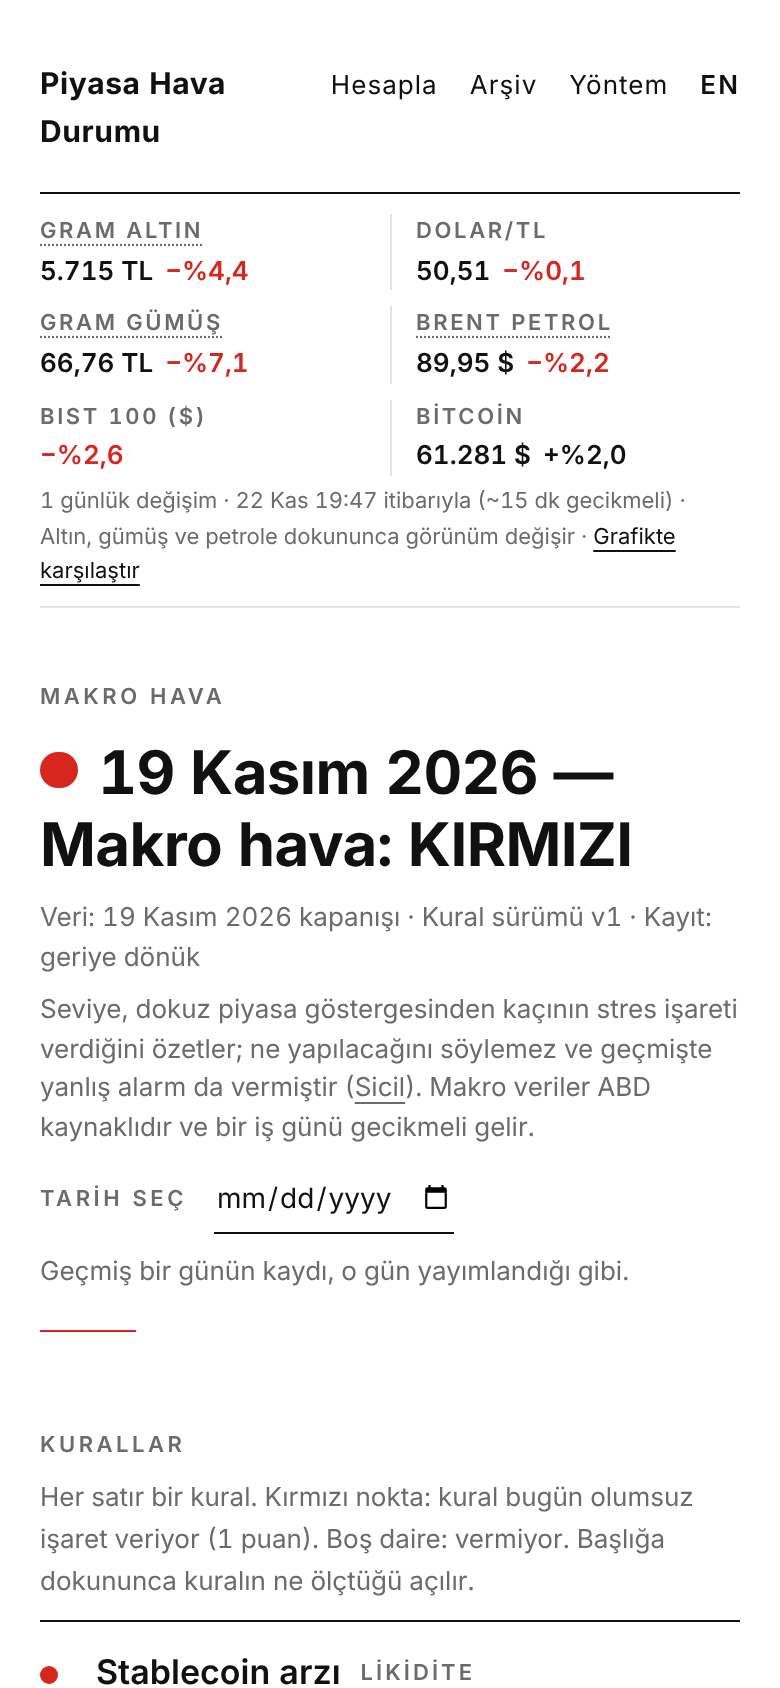 Piyasa Hava
Durumu
Hesapla Arşiv Yöntem EN
GRAM ALTIN
5.715 TL −%4,4
DOLAR/TL
50,51 −%0,1
GRAM GÜMÜŞ
66,76 TL −%7,1
BRENT PETROL
89,95 $ −%2,2
BIST 100 ($)
−%2,6
BİTCOİN
61.281 $ +%2,0
1 günlük değişim · 22 Kas 19:47 itibarıyla (~15 dk gecikmeli) ·
Altın, gümüş ve petrole dokununca görünüm değişir · Grafikte
karşılaştır
MAKRO HAVA
19 Kasım 2026 —
Makro hava: KIRMIZI
Veri: 19 Kasım 2026 kapanışı · Kural sürümü v1 · Kayıt:
geriye dönük
Seviye, dokuz piyasa göstergesinden kaçının stres işareti
verdiğini özetler; ne yapılacağını söylemez ve geçmişte
yanlış alarm da vermiştir (Sicil). Makro veriler ABD
kaynaklıdır ve bir iş günü gecikmeli gelir.
TARİH SEÇ mm/dd/yyyy
Geçmiş bir günün kaydı, o gün yayımlandığı gibi.
KURALLAR
Her satır bir kural. Kırmızı nokta: kural bugün olumsuz
işaret veriyor (1 puan). Boş daire: vermiyor. Başlığa
dokununca kuralın ne ölçtüğü açılır.
Stablecoin arzı LİKİDİTE